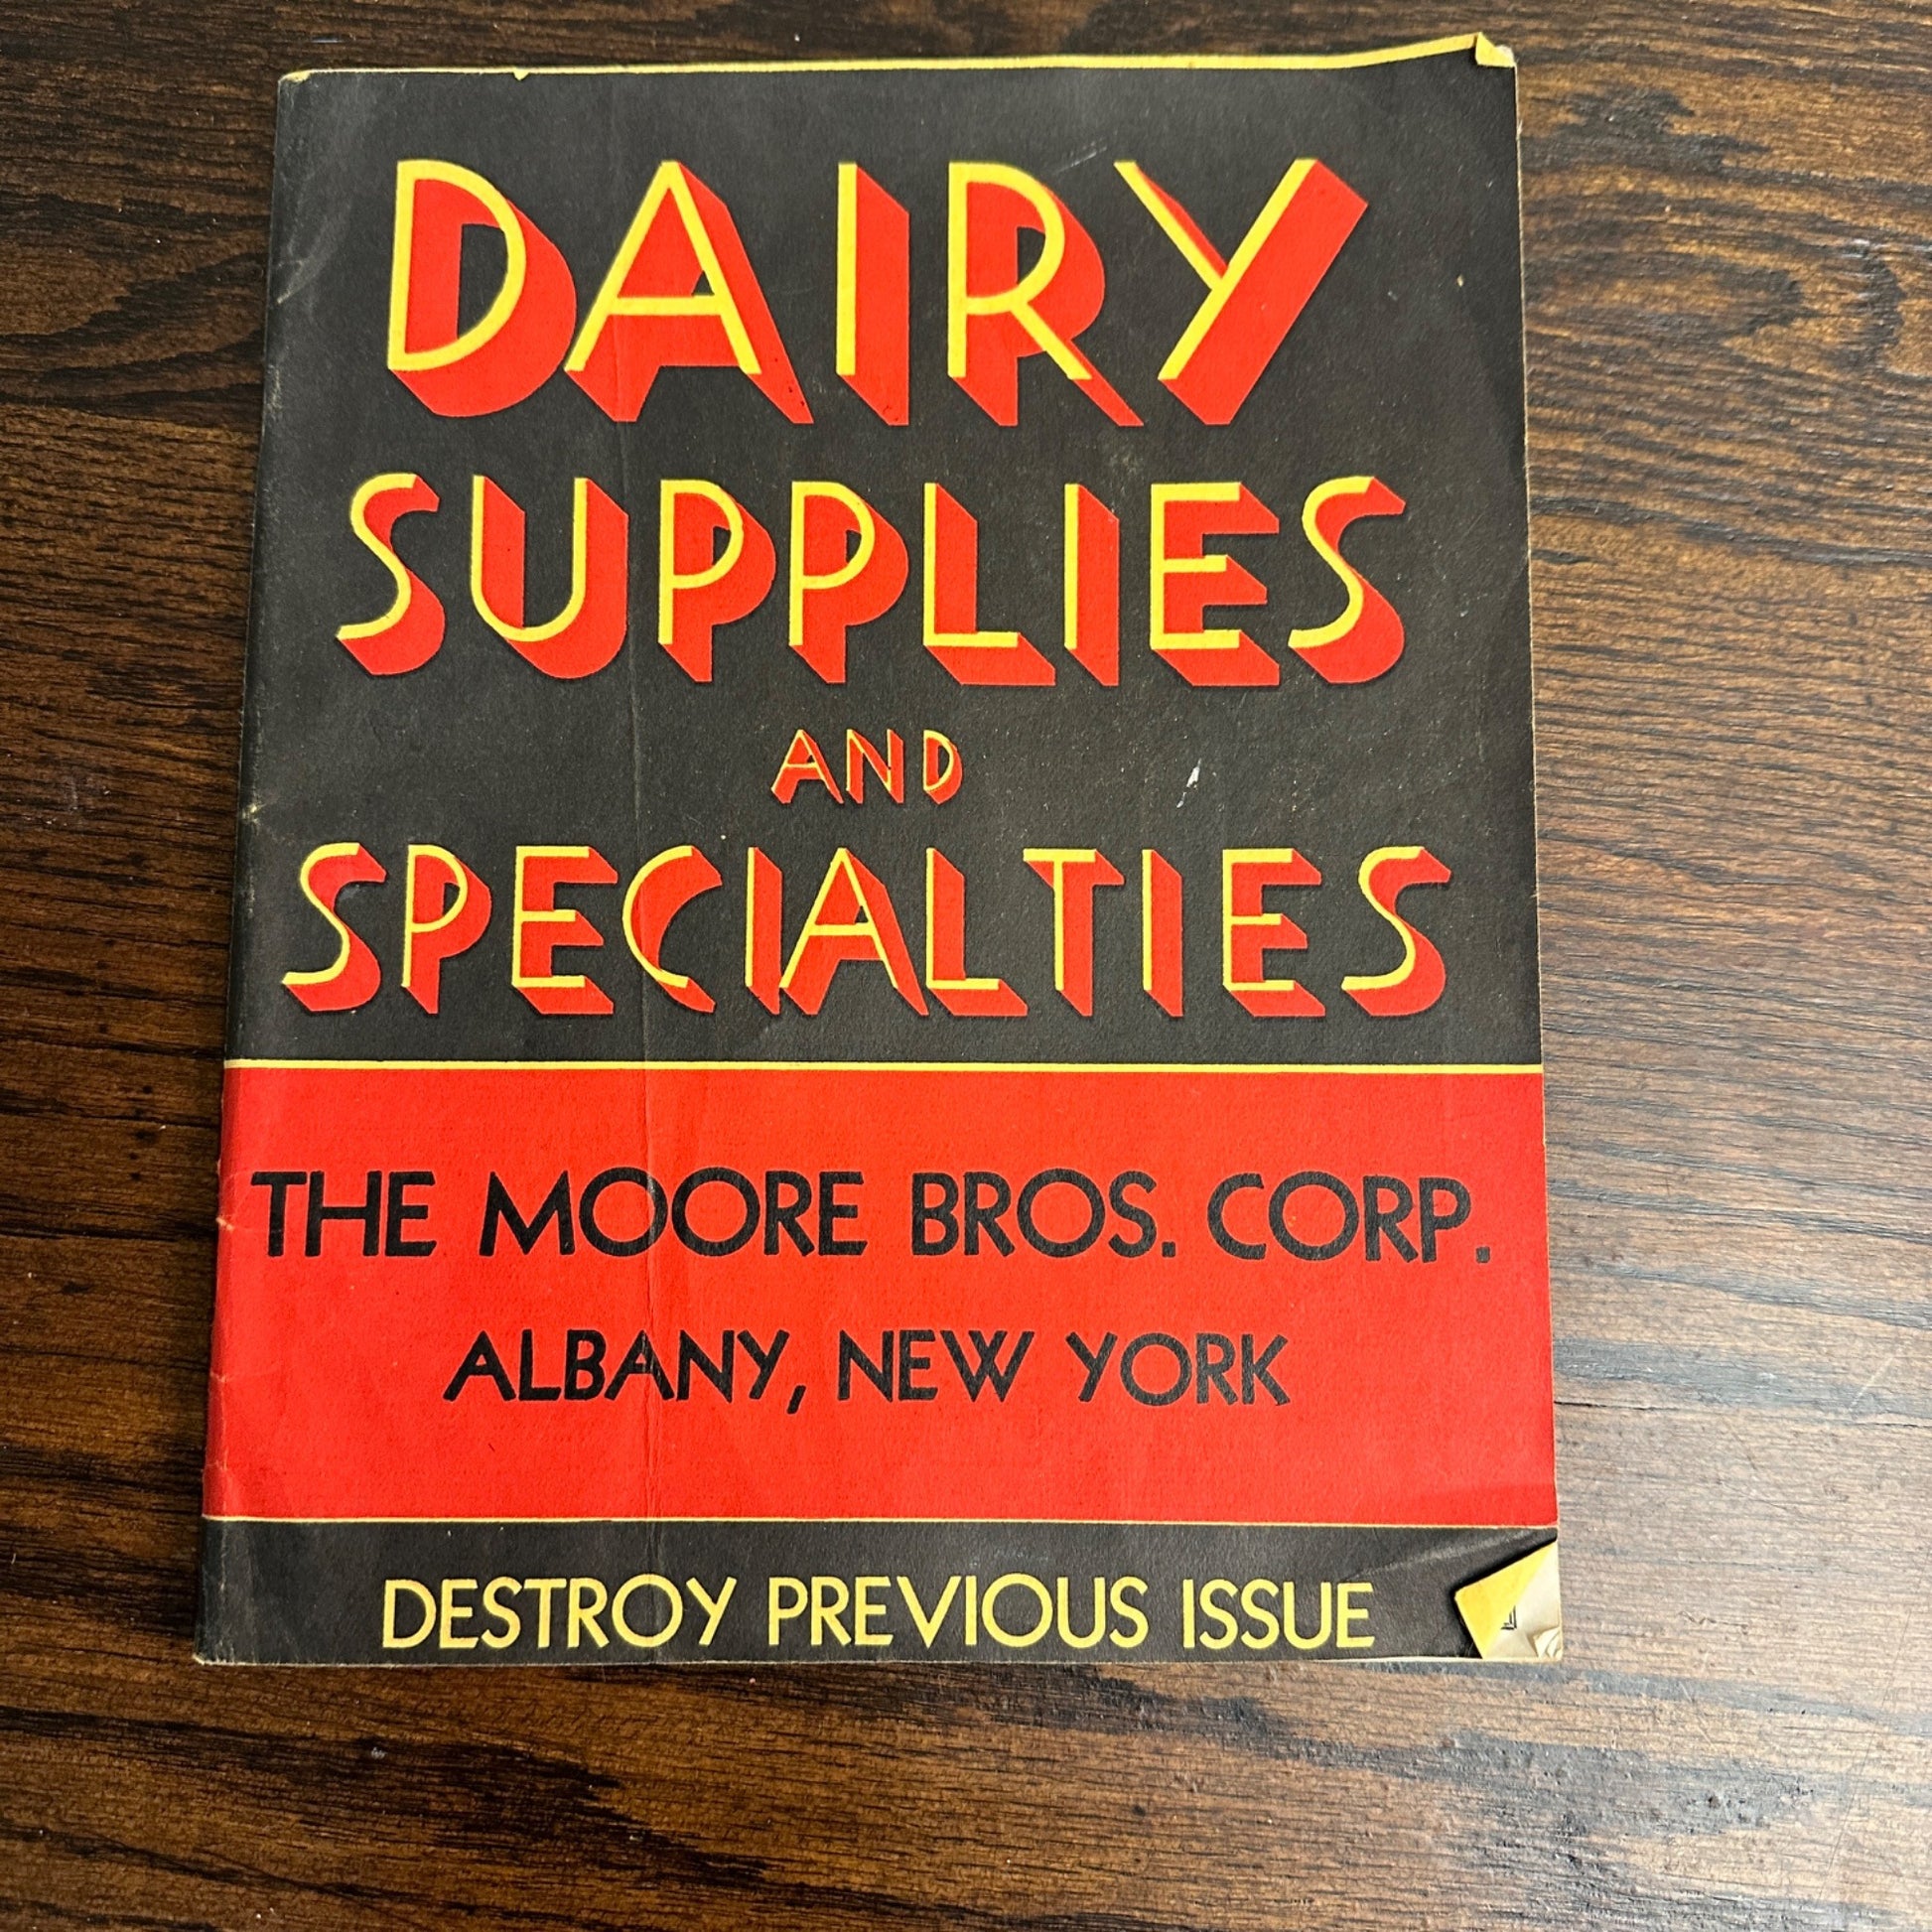 DAIRY
SUPPLIES
AND
SPECIALTIES
THE MOORE BROS. CORP.
ALBANY, NEW YORK
DESTROY PREVIOUS ISSUE